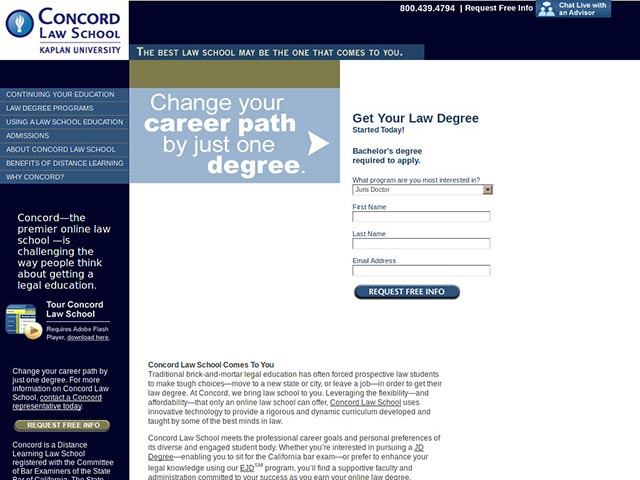 CONCORD
LAW SCHOOL
KAPLAN UNIVERSITY
800.439.4794 | Request Free Info
Chat Live with
an Advisor
THE BEST LAW SCHOOL MAY BE THE ONE THAT COMES TO YOU.
CONTINUING YOUR EDUCATION
LAW DEGREE PROGRAMS
USING A LAW SCHOOL EDUCATION
ADMISSIONS
ABOUT CONCORD LAW SCHOOL
BENEFITS OF DISTANCE LEARNING
WHY CONCORD?
Change your
career path
by just one
degree.
Get Your Law Degree
Started Today!
Bachelor's degree
required to apply.
What program are you most interested in?
Juris Doctor
First Name
Last Name
Email Address
REQUEST FREE INFO
Concord—the
premier online law
school —is
challenging the
way people think
about getting a
legal education.
Tour Concord
Law School
Requires Adobe Flash
Player, download here.
Change your career path by
just one degree. For more
information on Concord Law
School, contact a Concord
representative today.
REQUEST FREE INFO
Concord is a Distance
Learning Law School
registered with the Committee
of Bar Examiners of the State
Bar of California. The State
Concord Law School Comes To You
Traditional brick-and-mortar legal education has often forced prospective law students
to make tough choices—move to a new state or city, or leave a job—in order to get their
law degree. At Concord, we bring law school to you. Leveraging the flexibility—and
affordability—that only an online law school can offer, Concord Law School uses
innovative technology to provide a rigorous and dynamic curriculum developed and
taught by some of the best minds in law.
Concord Law School meets the professional career goals and personal preferences of
its diverse and engaged student body. Whether you're interested in pursuing a JD
Degree—enabling you to sit for the California bar exam—or prefer to enhance your
legal knowledge using our EJD℠ program, you'll find a supportive faculty and
administration committed to your success as you earn your online law degree.